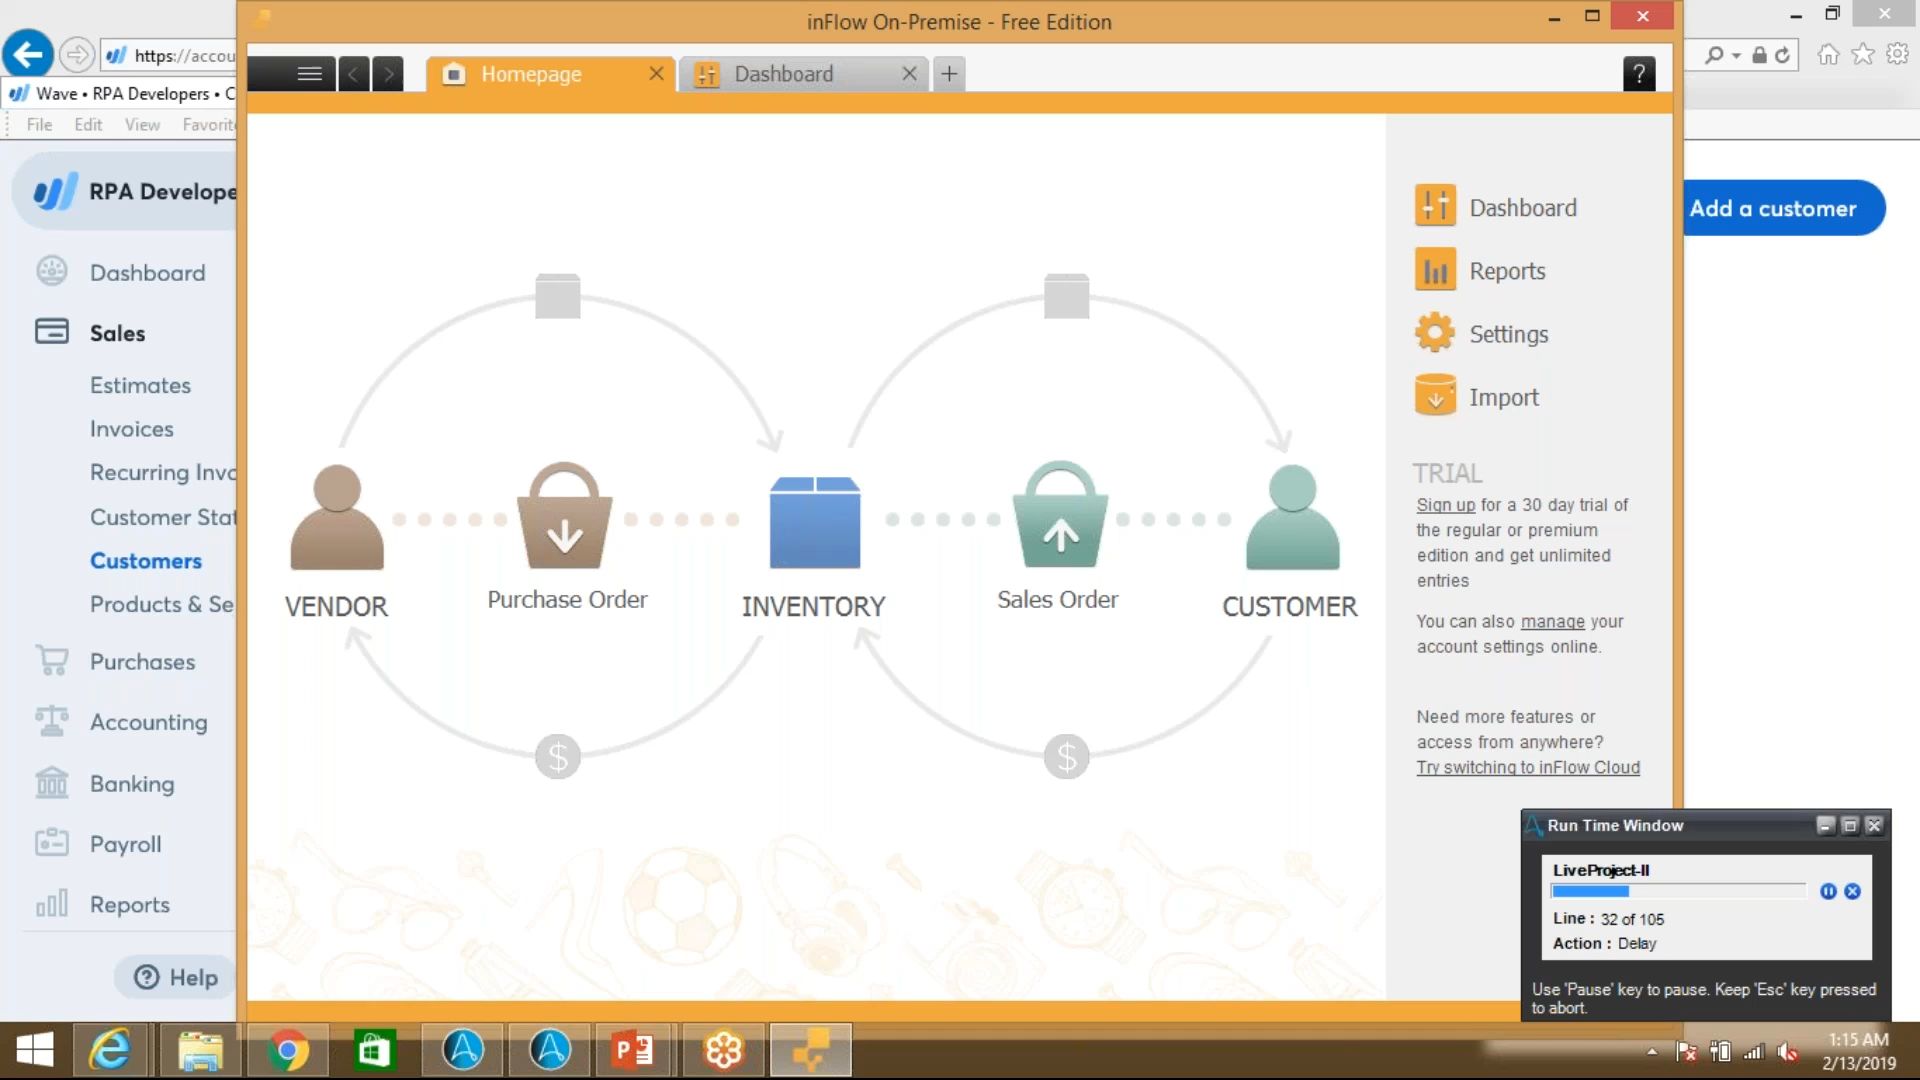 inFlow On-Premise - Free Edition
https://accou
Wave • RPA Developers • C
File Edit View Favorit
Homepage
Dashboard
?
RPA Develope
Dashboard
Sales
Estimates
Invoices
Recurring Invo
Customer Stat
Customers
Products & Se
Purchases
Accounting
Banking
Payroll
Reports
Help
VENDOR
Purchase Order
INVENTORY
Sales Order
CUSTOMER
$
$
Dashboard
Reports
Settings
Import
TRIAL
Sign up for a 30 day trial of
the regular or premium
edition and get unlimited
entries
You can also manage your
account settings online.
Need more features or
access from anywhere?
Try switching to inFlow Cloud
Add a customer
Run Time Window
LiveProject-II
Line : 32 of 105
Action : Delay
Use 'Pause' key to pause. Keep 'Esc' key pressed
to abort.
1:15 AM
2/13/2019